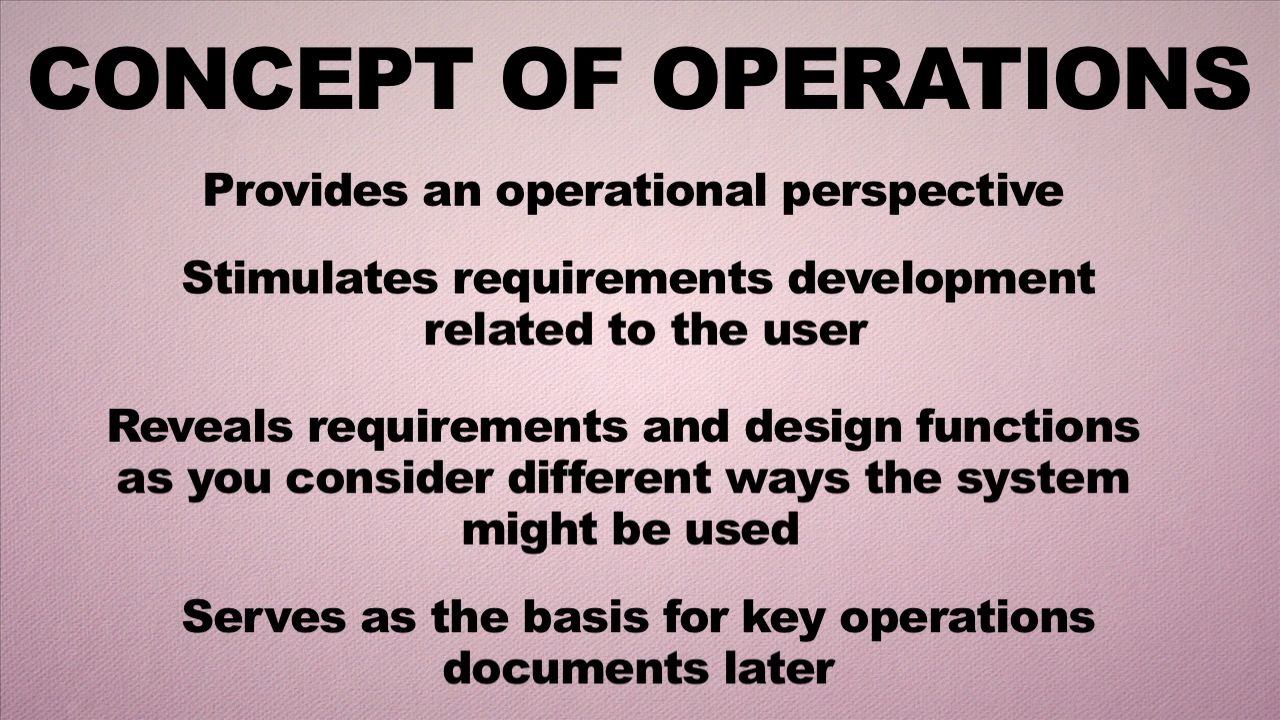 CONCEPT OF OPERATIONS
Provides an operational perspective
Stimulates requirements development
related to the user
Reveals requirements and design functions
as you consider different ways the system
might be used
Serves as the basis for key operations
documents later